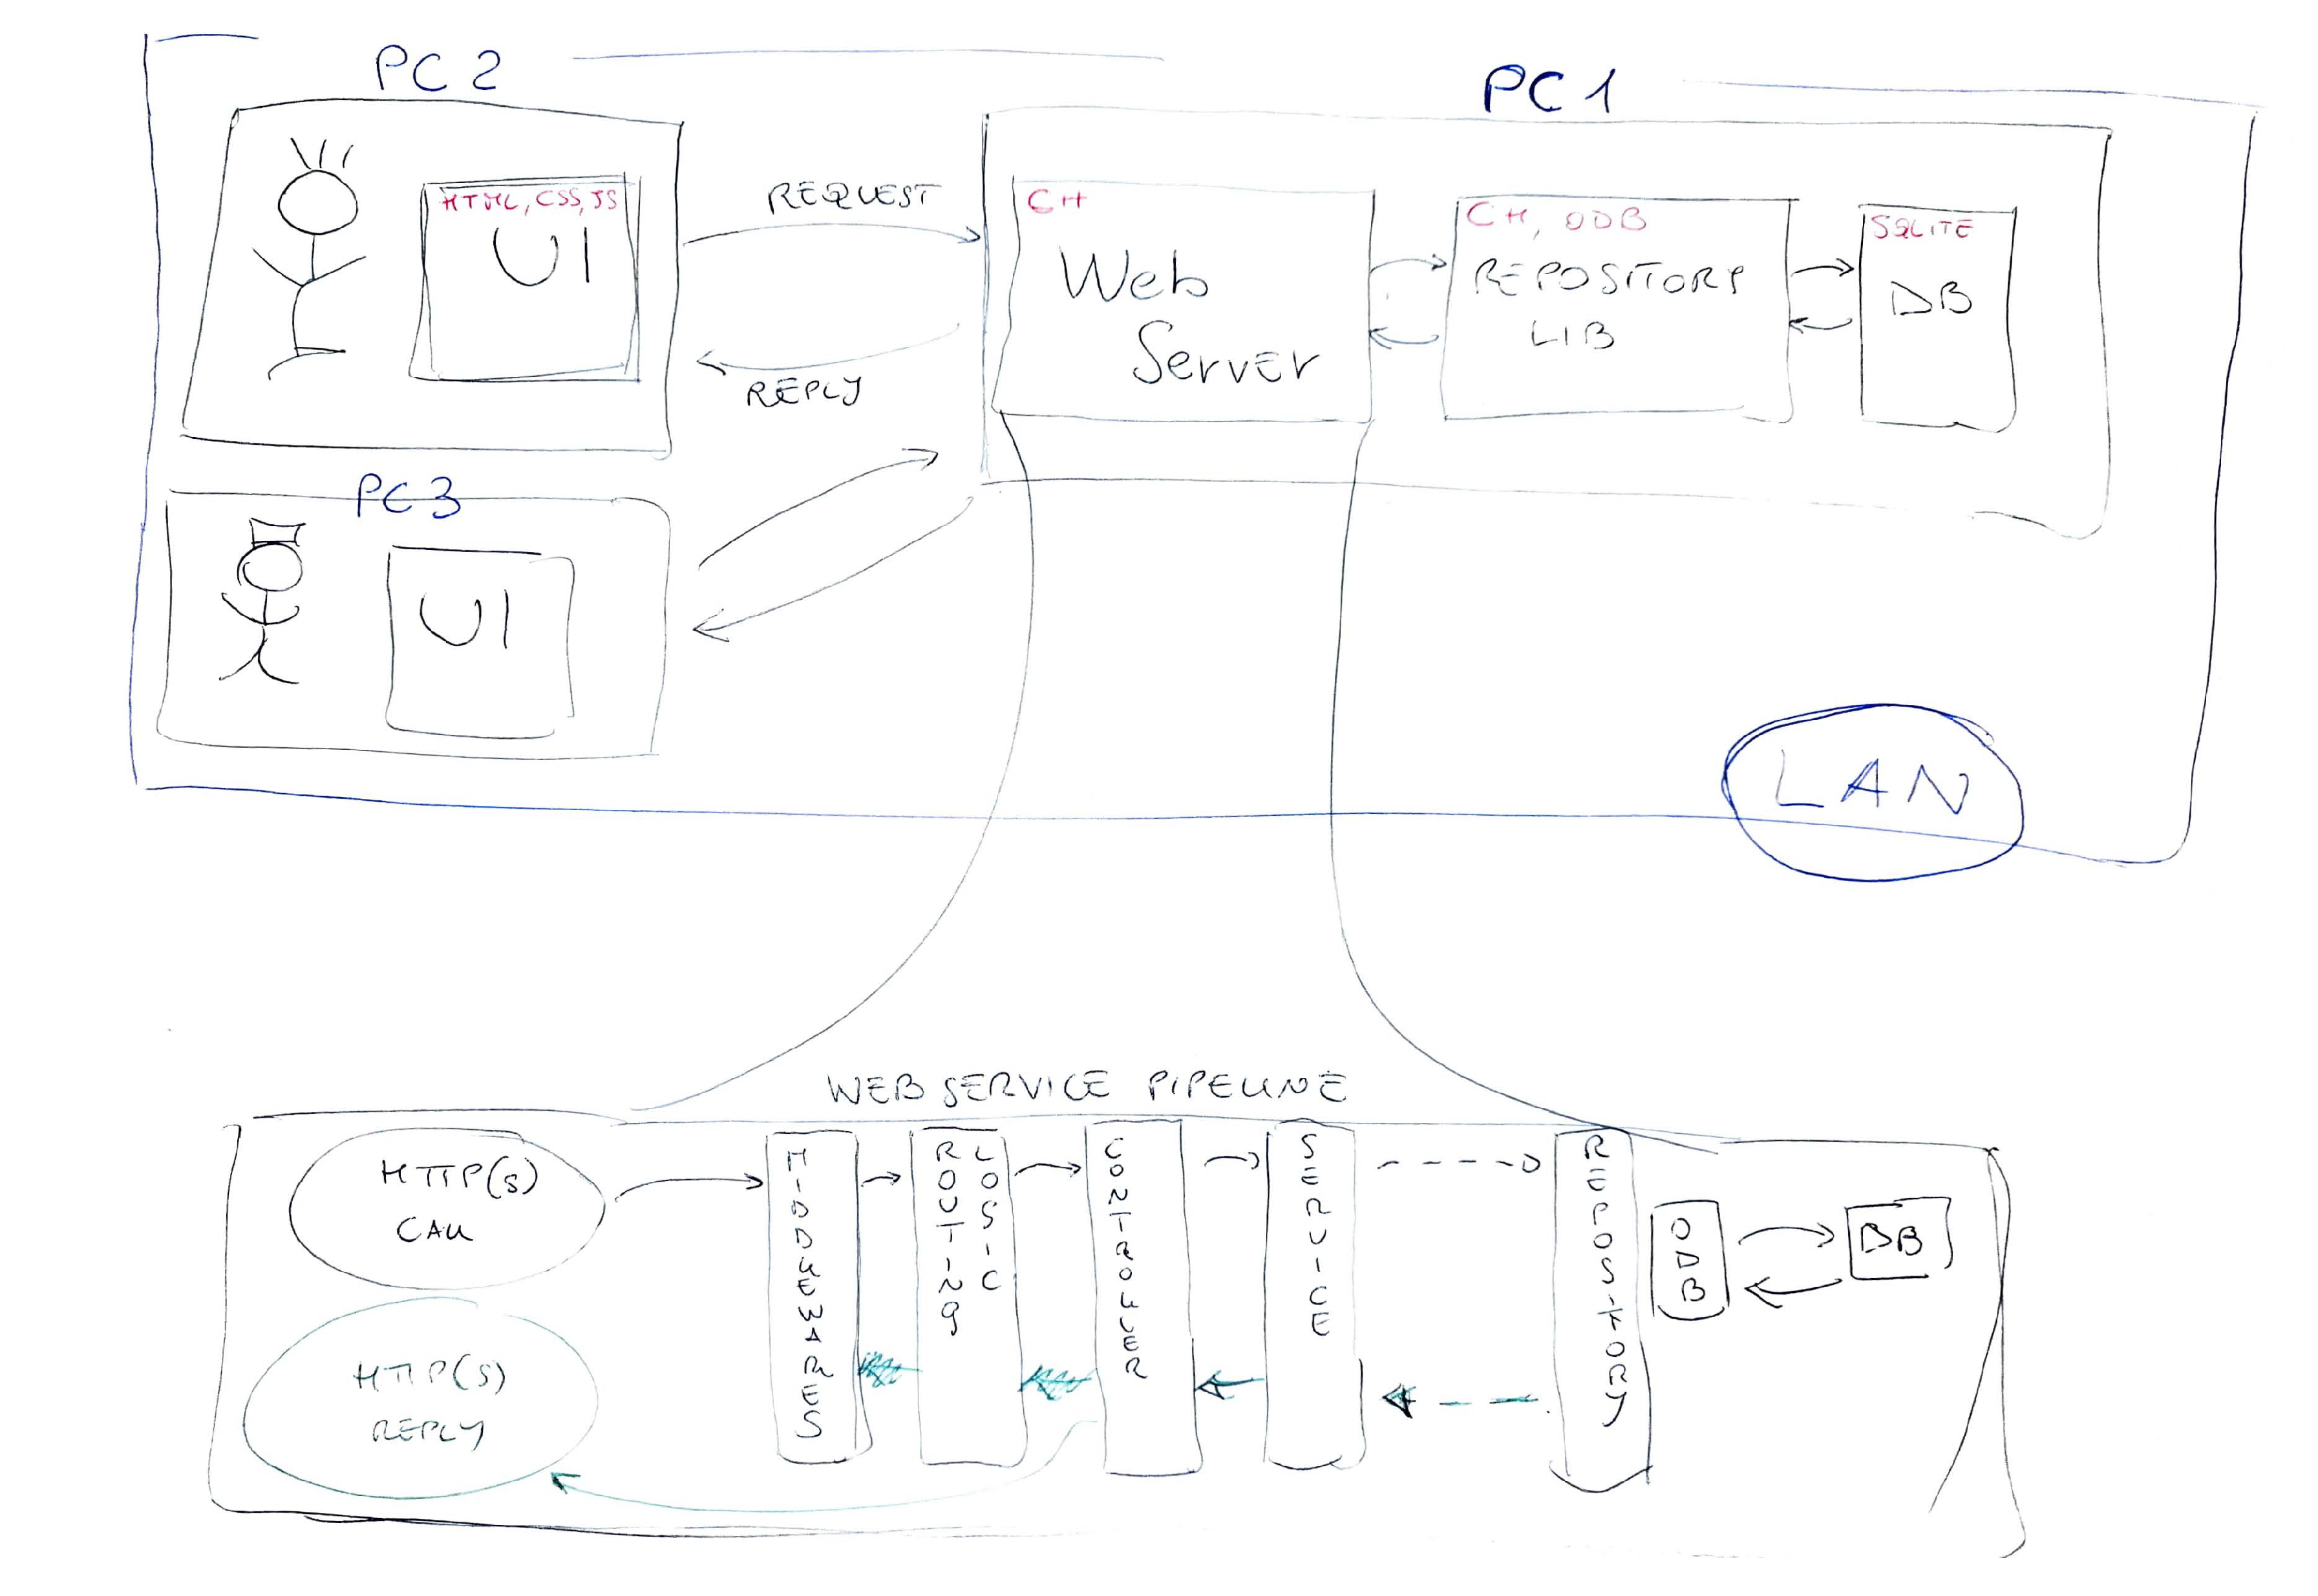 PC 2
PC 1
HTML, CSS, JS
UI
REQUEST
REPLY
C++
Web
Server
C++, ODB
REPOSITORY
LIB
SQLITE
DB
PC 3
UI
LAN
WEB SERVICE PIPELINE
HTTP(S)
CALL
HTTP(S)
REPLY
MIDDLEWARES
ROUTING
LOGIC
CONTROLLER
SERVICE
REPOSITORY
ODB
DB